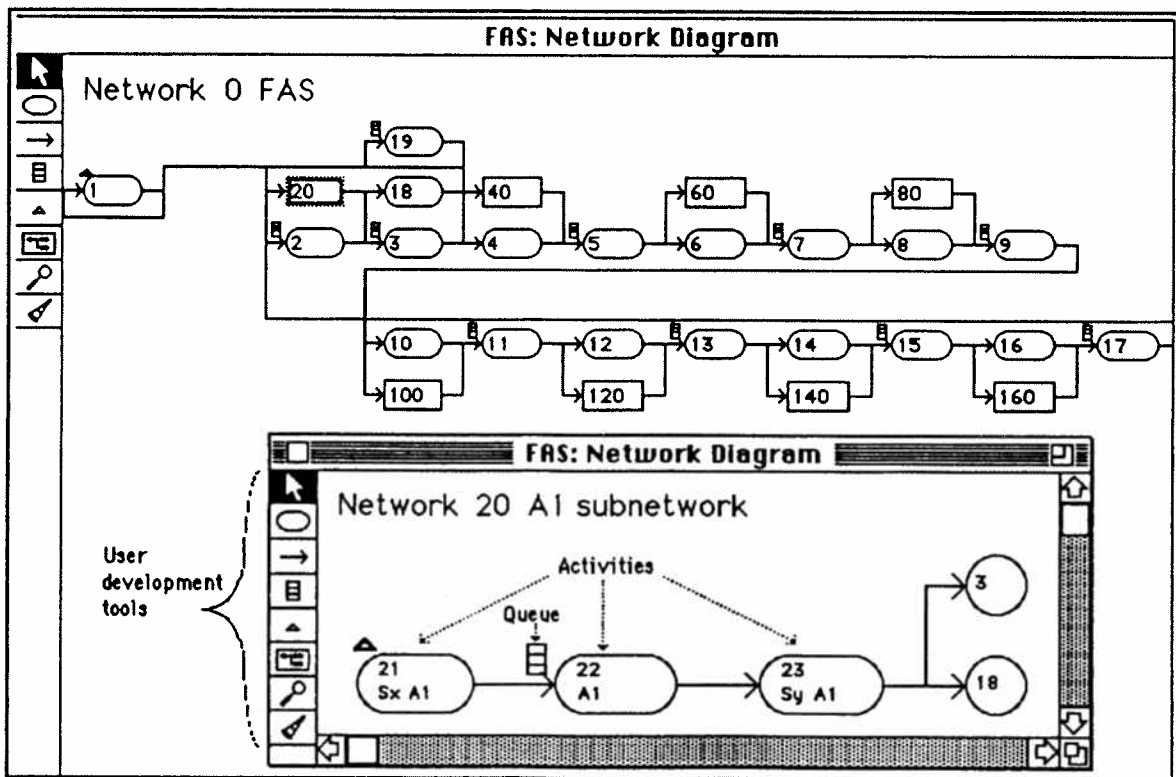 FAS: Network Diagram
Network 0 FAS
19
1
20
18
40
60
80
2
3
4
5
6
7
8
9
10
11
12
13
14
15
16
17
100
120
140
160
FAS: Network Diagram
Network 20 A1 subnetwork
User
development
tools
Activities
Queue
3
21
Sx A1
22
A1
23
Sy A1
18